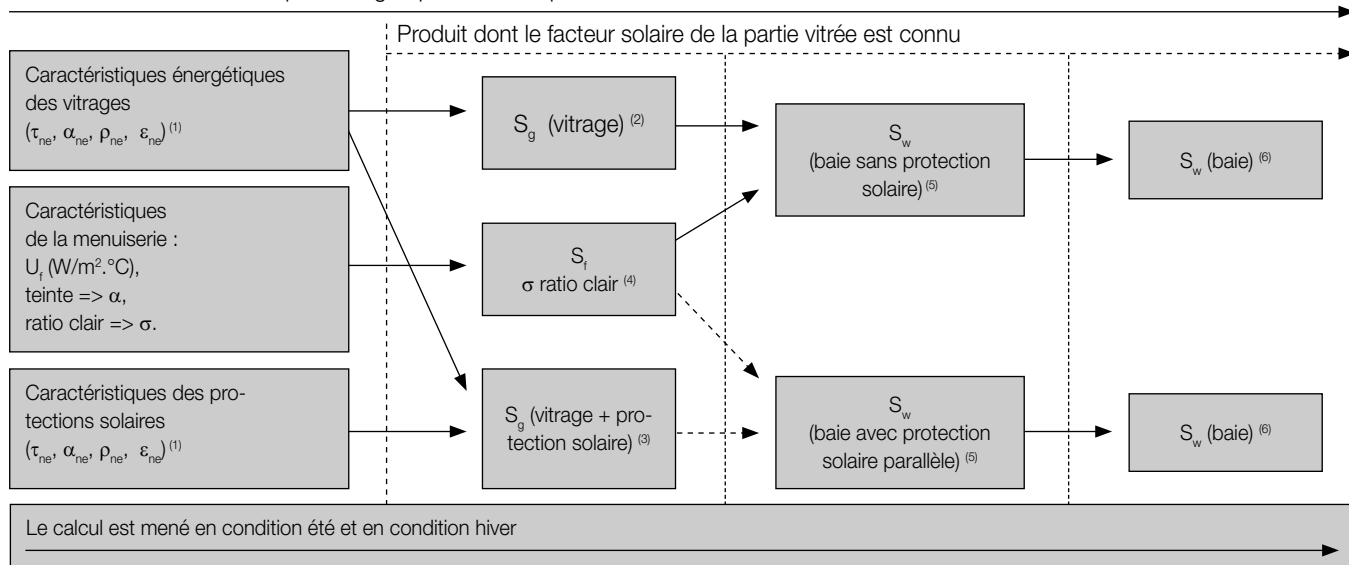 Produit dont le facteur solaire de la partie vitrée est connu
Caractéristiques énergétiques
des vitrages
(τne, αne, ρne, εne) (1)
Sg (vitrage) (2)
Sw
(baie sans protection
solaire) (5)
Sw (baie) (6)
Caractéristiques
de la menuiserie :
Uf (W/m².°C),
teinte => α,
ratio clair => σ.
Sf
σ ratio clair (4)
Caractéristiques des pro-
tections solaires
(τne, αne, ρne, εne) (1)
Sg (vitrage + pro-
tection solaire) (3)
Sw
(baie avec protection
solaire parallèle) (5)
Sw (baie) (6)
Le calcul est mené en condition été et en condition hiver